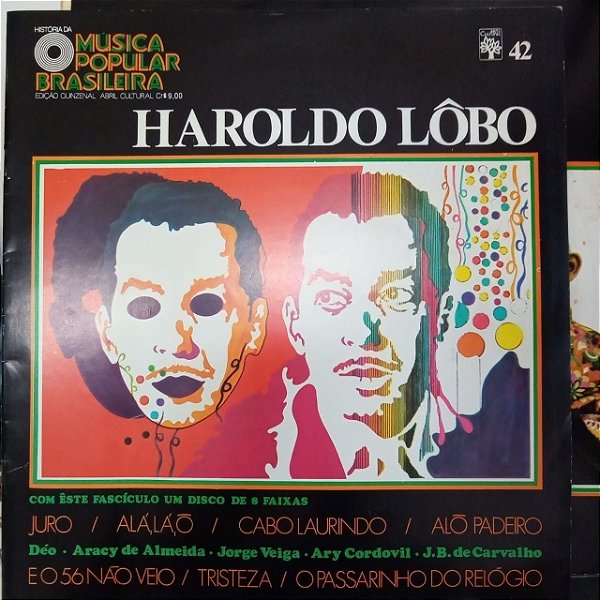 HISTÓRIA DA
MÚSICA
POPULAR
BRASILEIRA
EDIÇÃO QUINZENAL ABRIL CULTURAL Cr$ 9,00
42
HAROLDO LÔBO
COM ÊSTE FASCÍCULO UM DISCO DE 8 FAIXAS
JURO / ALÁ, LÁ, Ô / CABO LAURINDO / ALÔ PADEIRO
Déo · Aracy de Almeida · Jorge Veiga · Ary Cordovil · J.B. de Carvalho
E O 56 NÃO VEIO / TRISTEZA / O PASSARINHO DO RELÓGIO